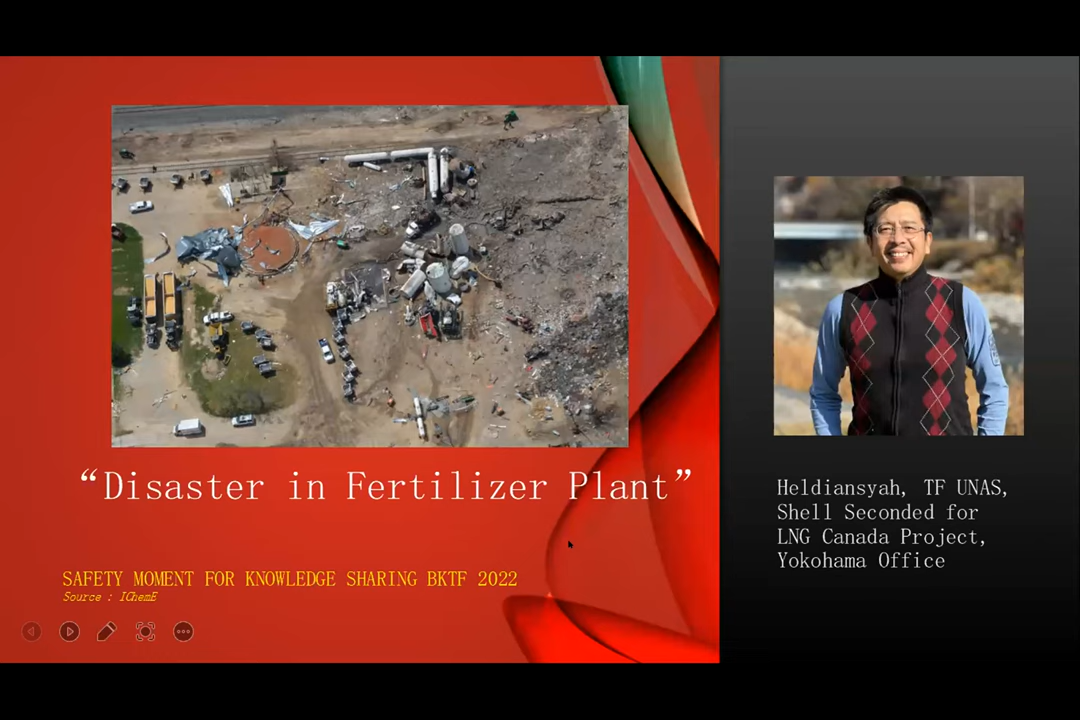 “Disaster in Fertilizer Plant”
SAFETY MOMENT FOR KNOWLEDGE SHARING BKTF 2022
Source : IChemE
Heldiansyah, TF UNAS,
Shell Seconded for
LNG Canada Project,
Yokohama Office